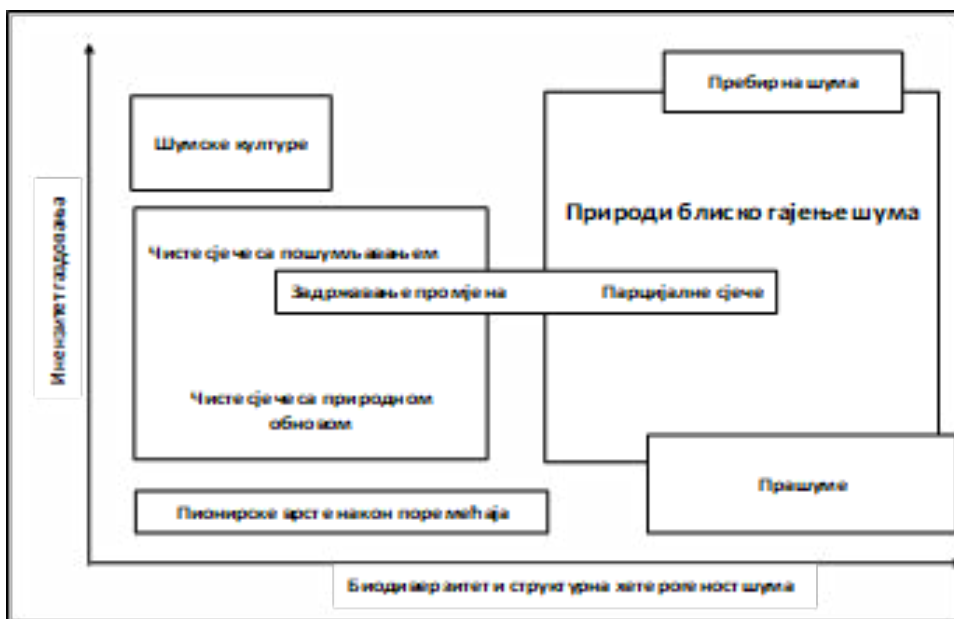 Пребирна шума
Шумске културе
Природи блиско гајење шума
Чисте сјече са пошумљавањем
Задржавање промјена
Парцијалне сјече
Чисте сјече са природном
обновом
Прашуме
Пионирске врсте након поремећаја
Инензитет газдовања
Биодиверзитет и структурна хетерогеност шума